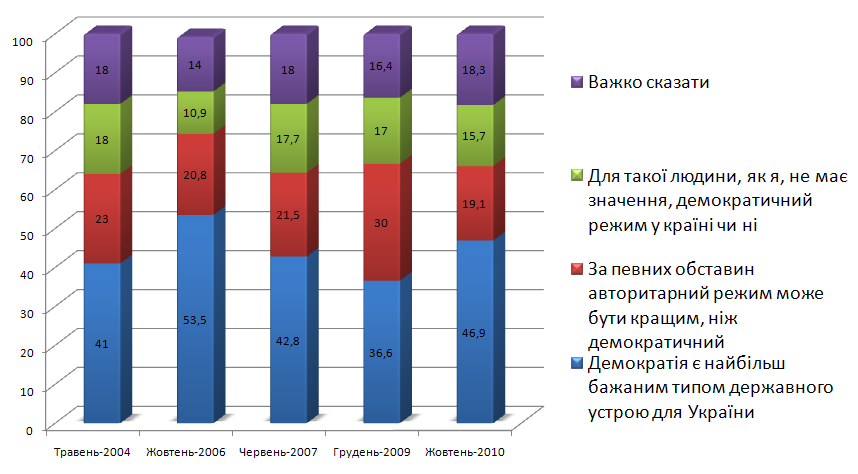 100
90
80
70
60
50
40
30
20
10
0
18 14 18 16,4 18,3
18 10,9 17,7 17 15,7
23 20,8 21,5 30 19,1
41 53,5 42,8 36,6 46,9
Травень-2004 Жовтень-2006 Червень-2007 Грудень-2009 Жовтень-2010
Важко сказати
Для такої людини, як я, не має
значення, демократичний
режим у країні чи ні
За певних обставин
авторитарний режим може
бути кращим, ніж
демократичний
Демократія є найбільш
бажаним типом державного
устрою для України